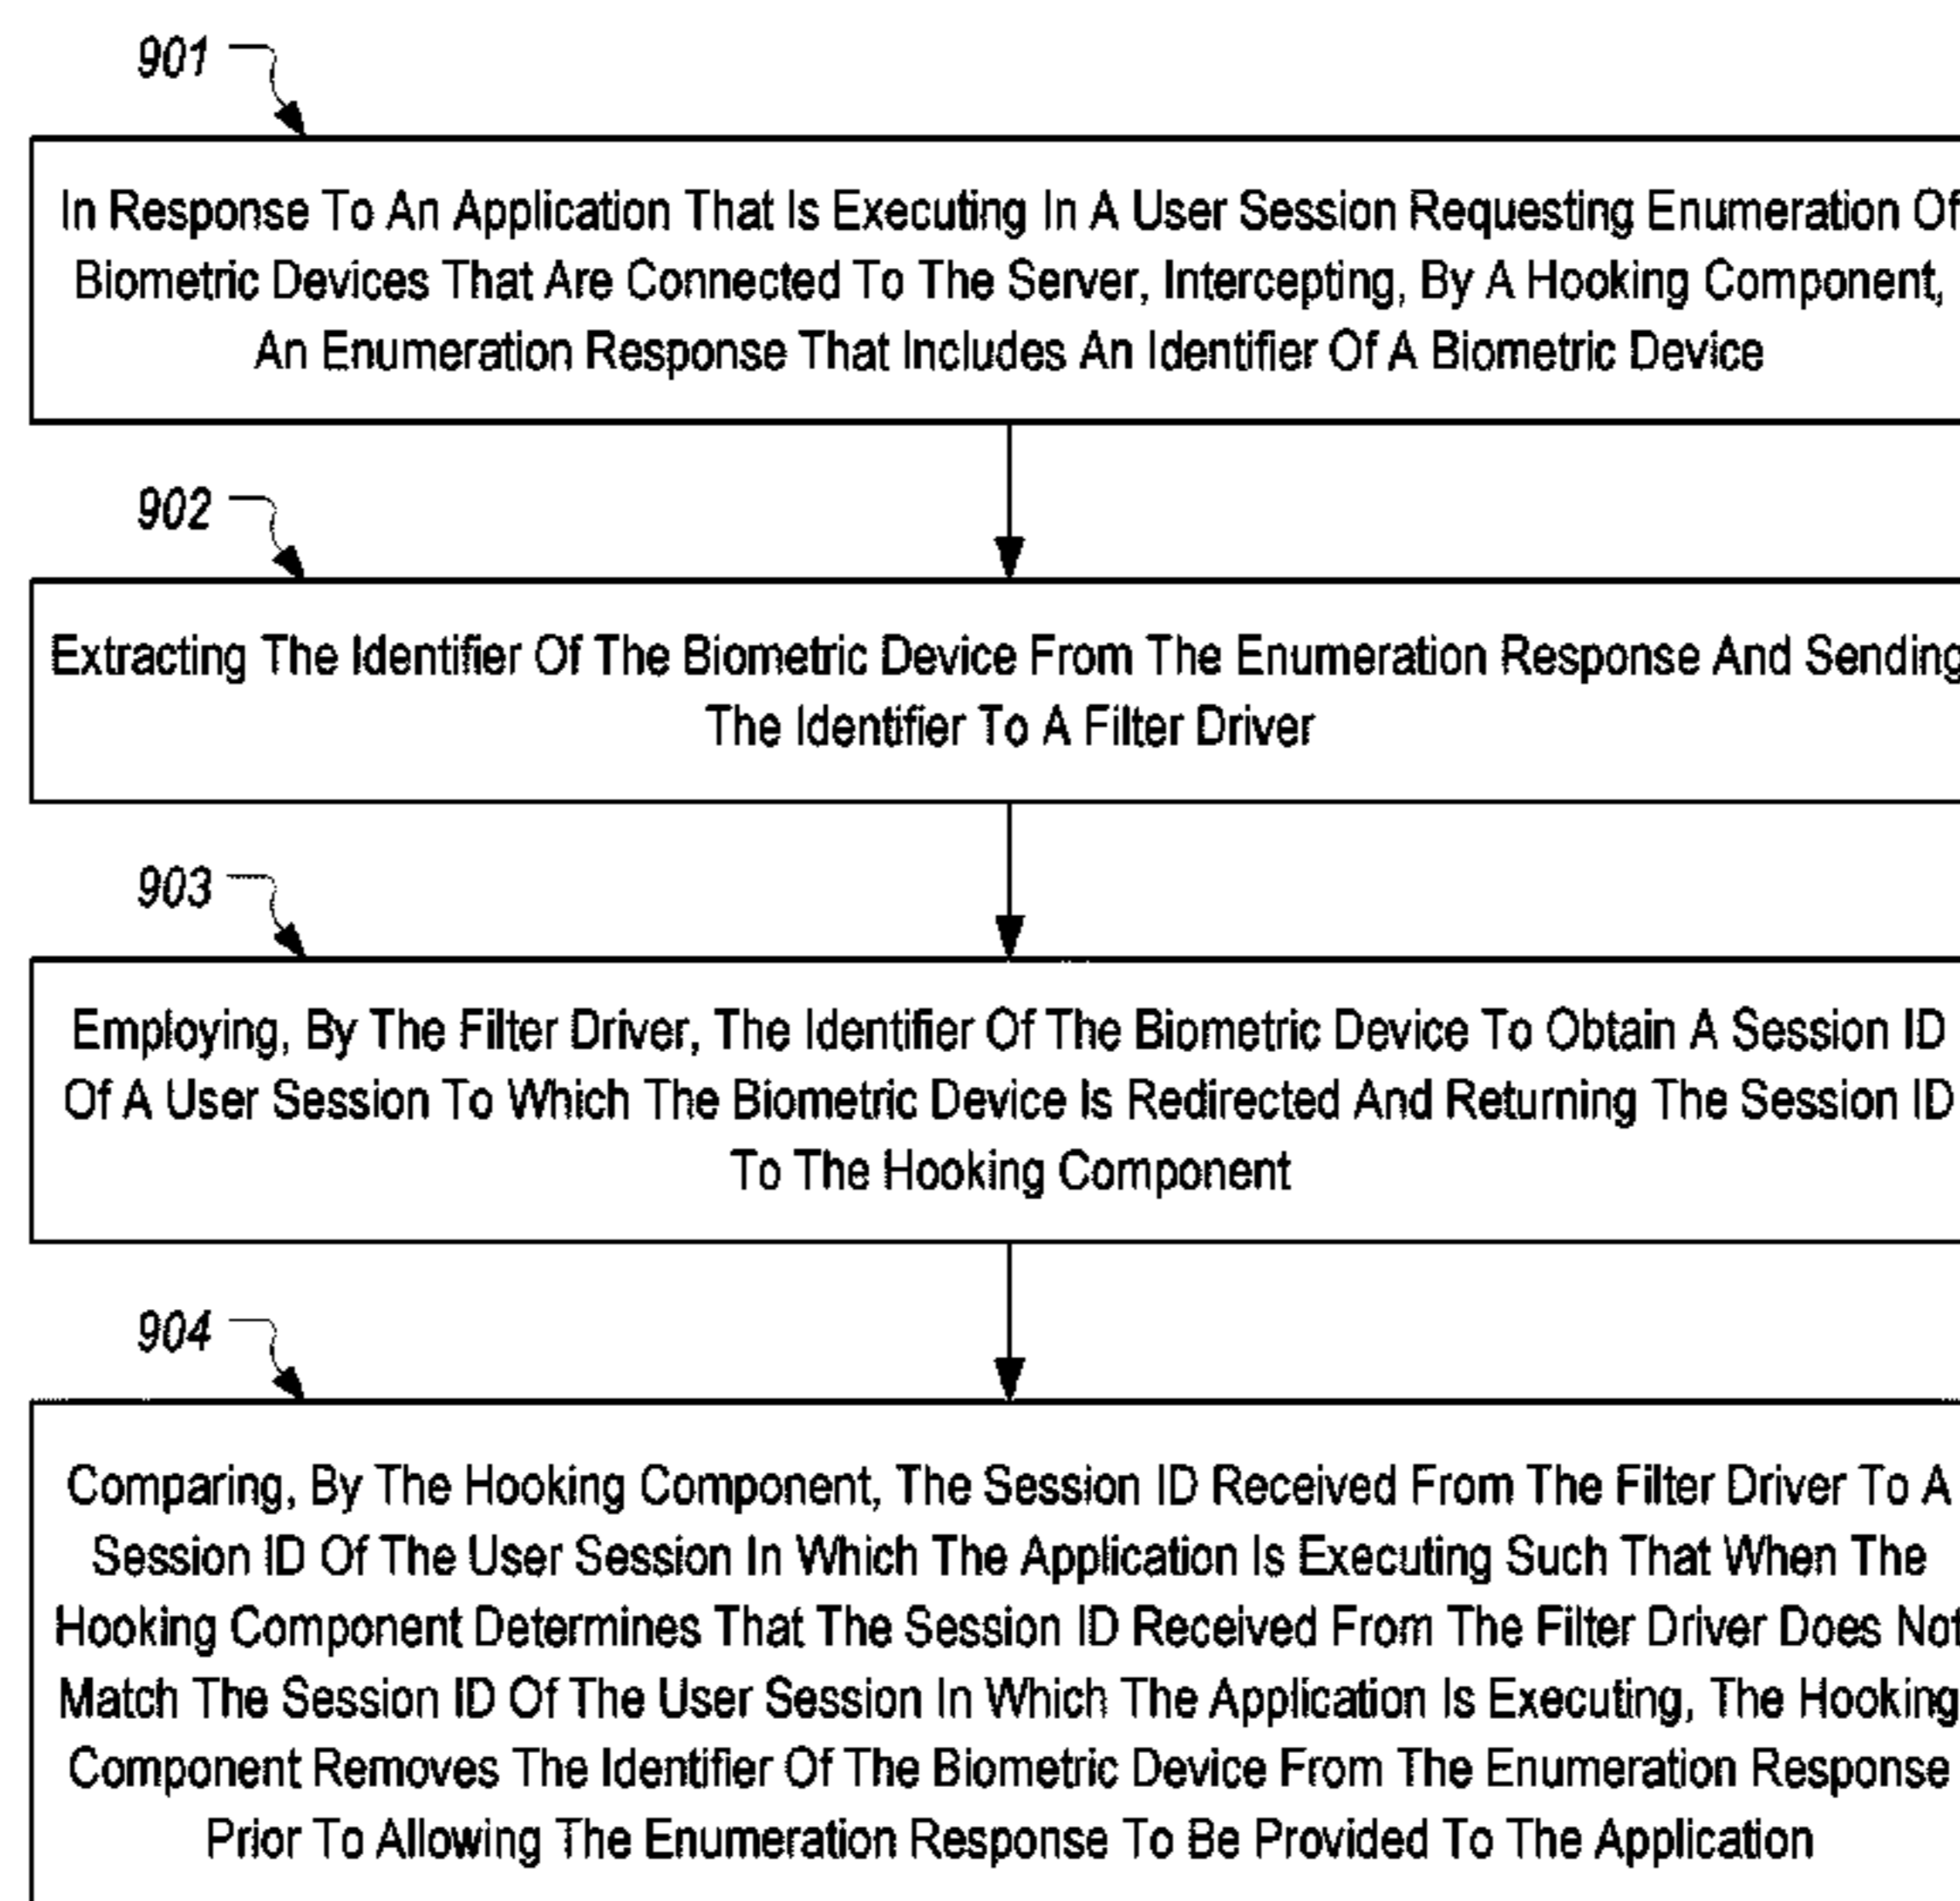 901
In Response To An Application That Is Executing In A User Session Requesting Enumeration Of
Biometric Devices That Are Connected To The Server, Intercepting, By A Hooking Component,
An Enumeration Response That Includes An Identifier Of A Biometric Device
902
Extracting The Identifier Of The Biometric Device From The Enumeration Response And Sending
The Identifier To A Filter Driver
903
Employing, By The Filter Driver, The Identifier Of The Biometric Device To Obtain A Session ID
Of A User Session To Which The Biometric Device Is Redirected And Returning The Session ID
To The Hooking Component
904
Comparing, By The Hooking Component, The Session ID Received From The Filter Driver To A
Session ID Of The User Session In Which The Application Is Executing Such That When The
Hooking Component Determines That The Session ID Received From The Filter Driver Does Not
Match The Session ID Of The User Session In Which The Application Is Executing, The Hooking
Component Removes The Identifier Of The Biometric Device From The Enumeration Response
Prior To Allowing The Enumeration Response To Be Provided To The Application